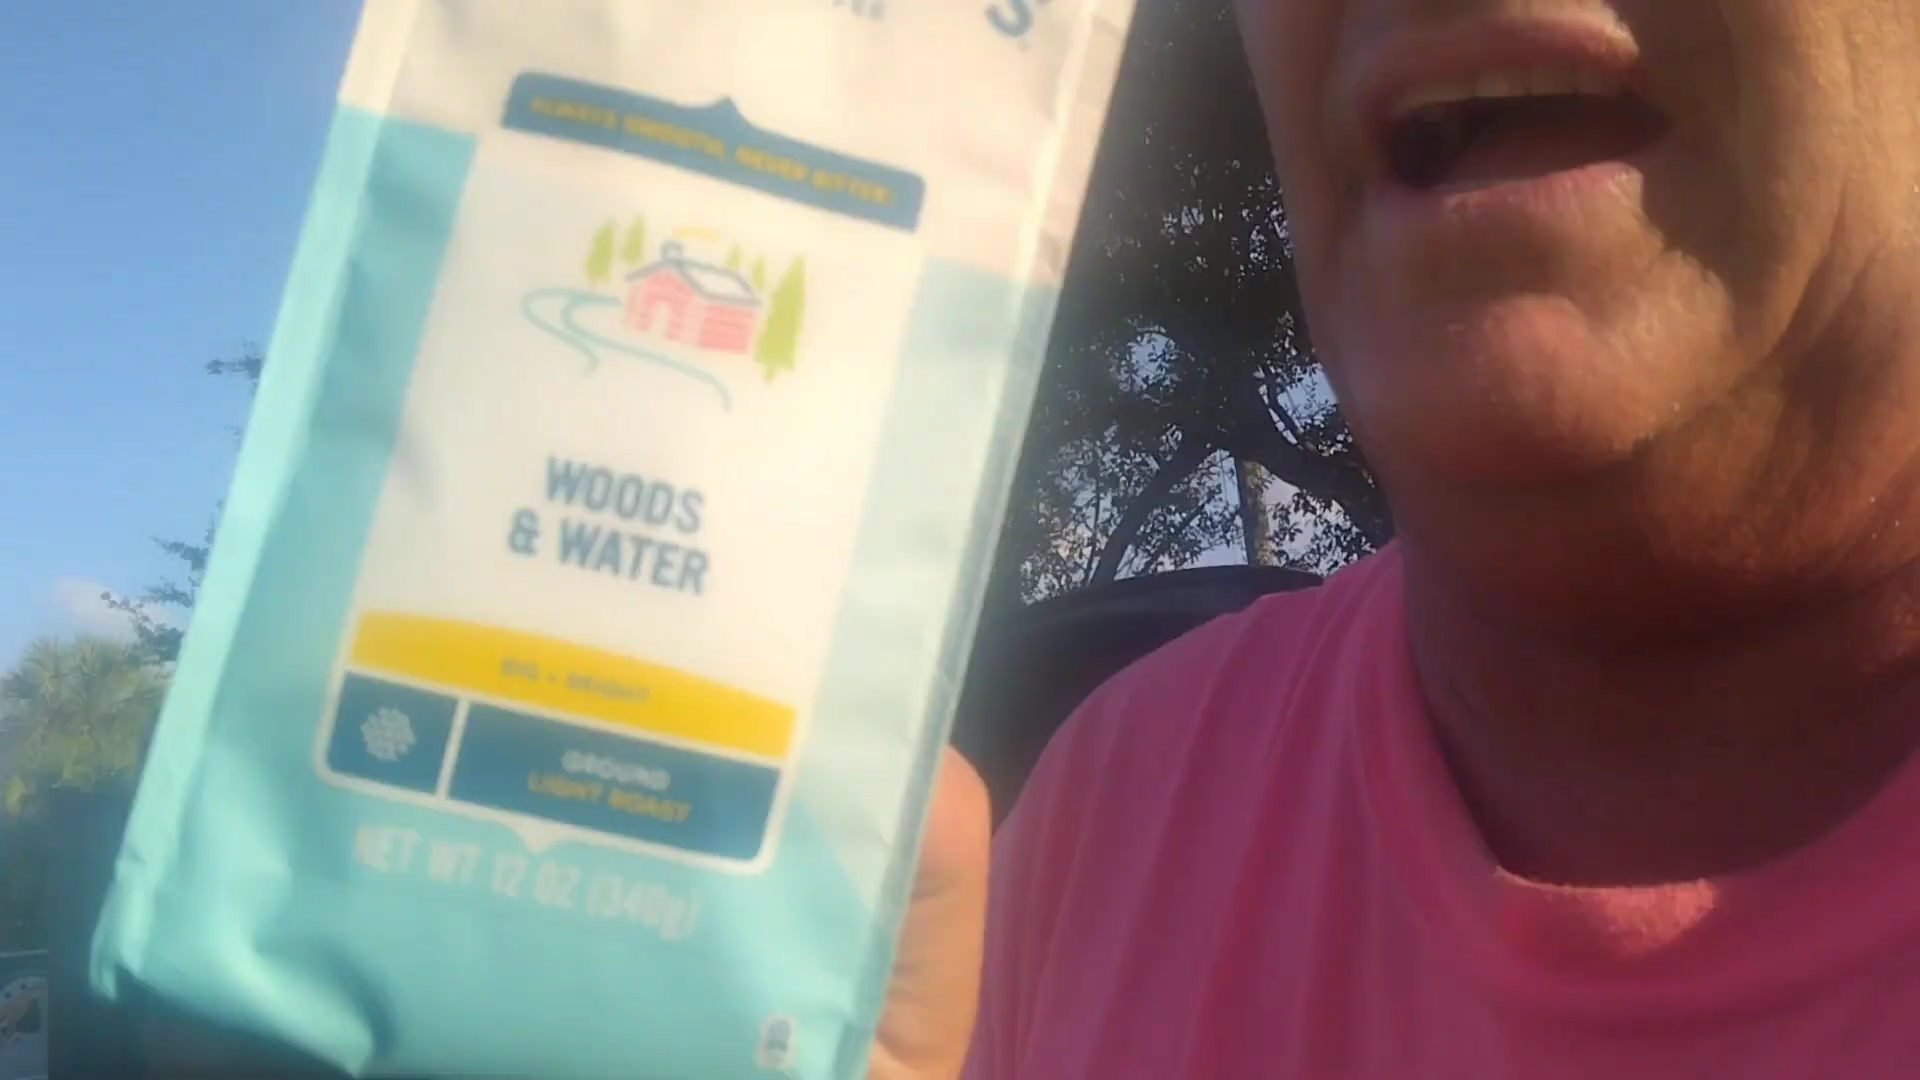 S
ALWAYS SMOOTH, NEVER BITTER
WOODS
& WATER
BIG + BRIGHT
GROUND
LIGHT ROAST
NET WT 12 OZ (340g)